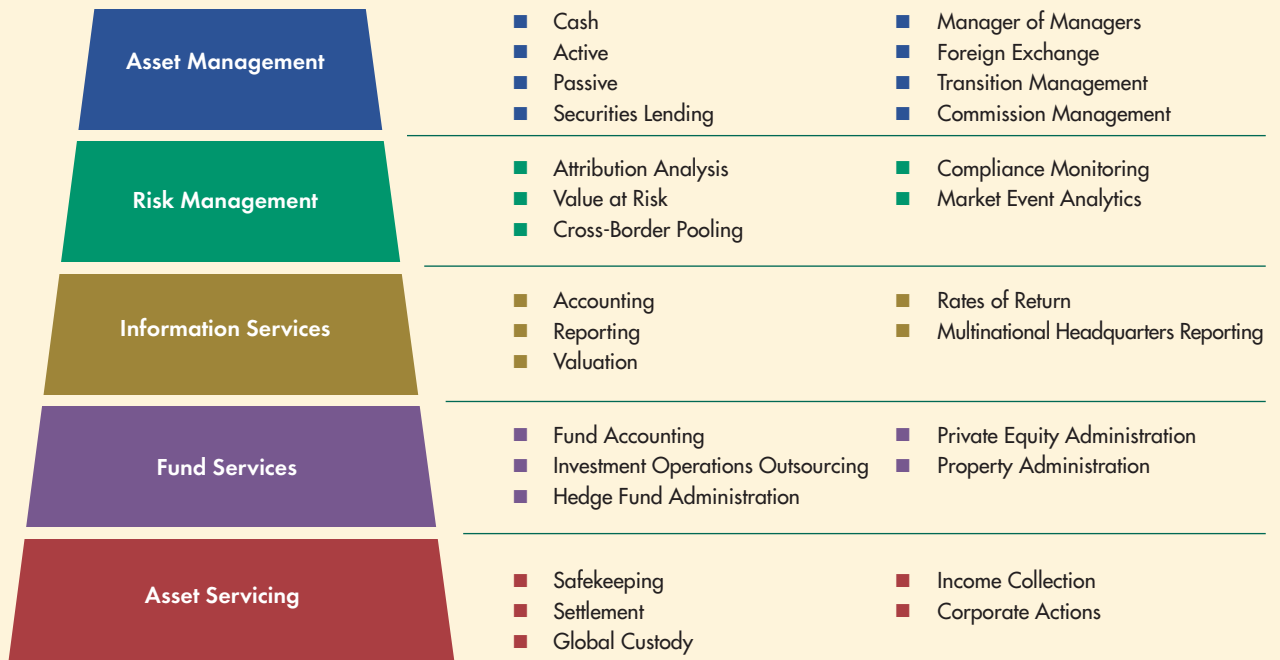 Asset Management
Cash
Active
Passive
Securities Lending
Manager of Managers
Foreign Exchange
Transition Management
Commission Management
Risk Management
Attribution Analysis
Value at Risk
Cross-Border Pooling
Compliance Monitoring
Market Event Analytics
Information Services
Accounting
Reporting
Valuation
Rates of Return
Multinational Headquarters Reporting
Fund Services
Fund Accounting
Investment Operations Outsourcing
Hedge Fund Administration
Private Equity Administration
Property Administration
Asset Servicing
Safekeeping
Settlement
Global Custody
Income Collection
Corporate Actions